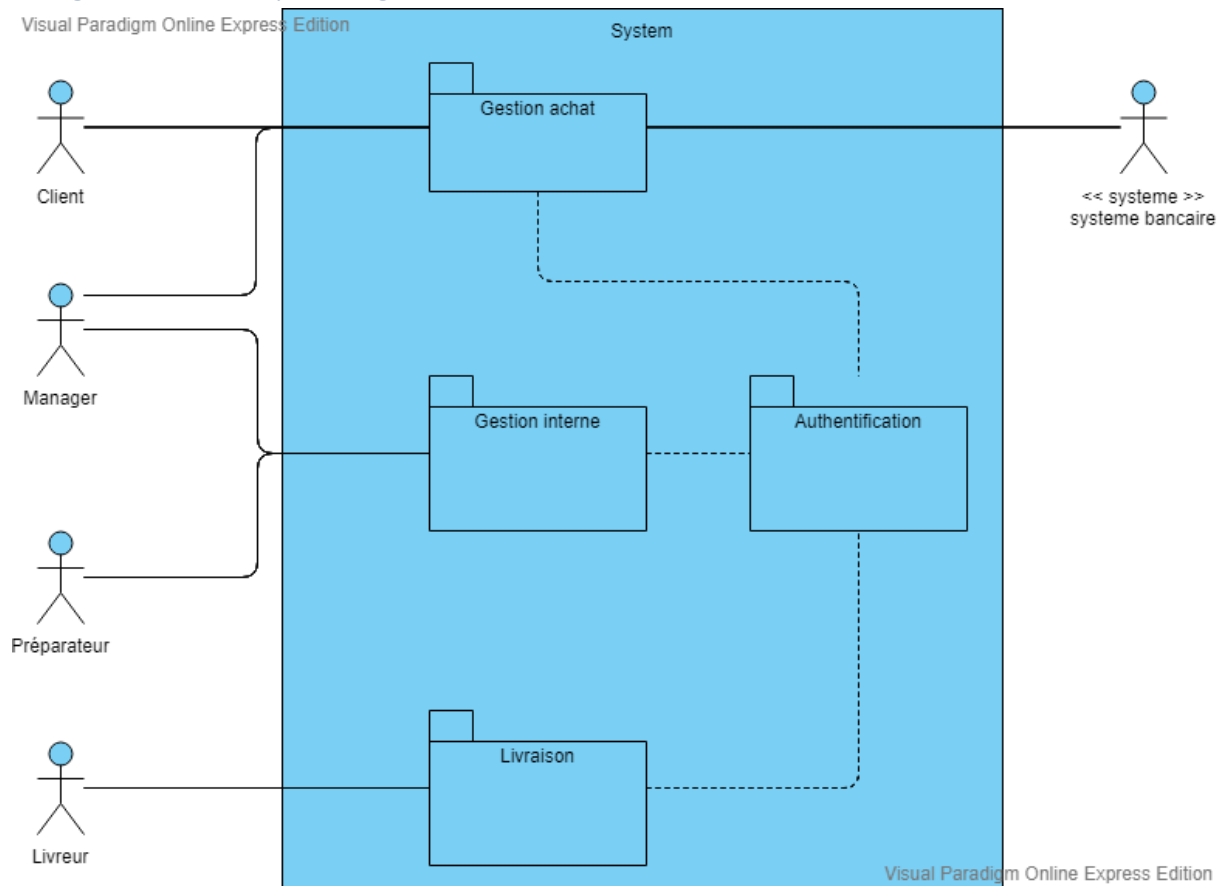 Visual Paradigm Online Express Edition
System
Gestion achat
Client
<< systeme >>
systeme bancaire
Manager
Gestion interne
Authentification
Préparateur
Livraison
Livreur
Visual Paradigm Online Express Edition